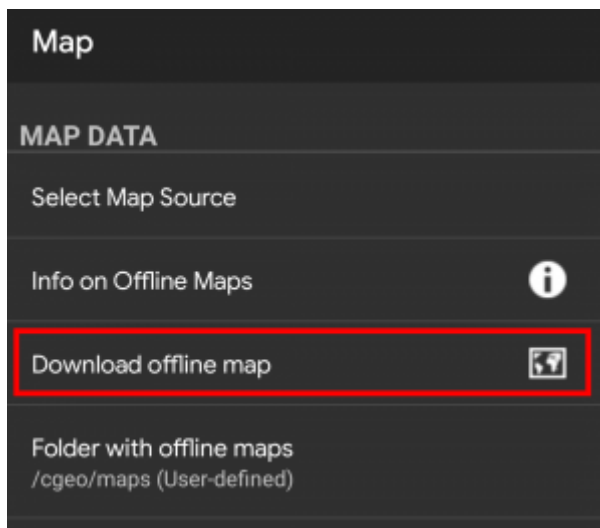 Map
MAP DATA
Select Map Source
Info on Offline Maps
Download offline map
Folder with offline maps
/cgeo/maps (User-defined)